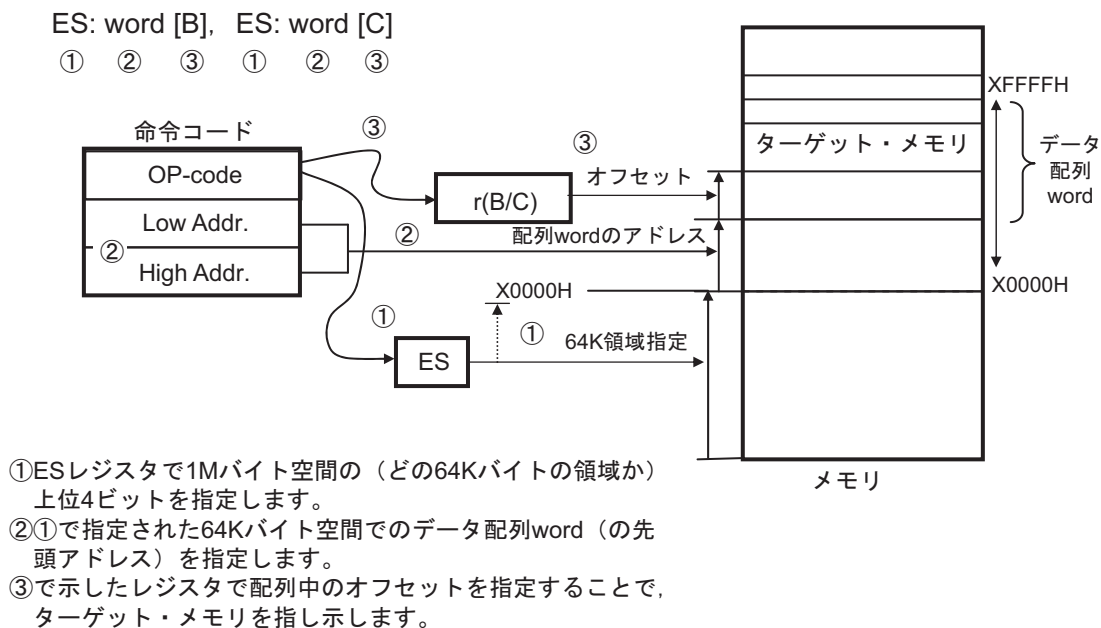 ES: word [B],  ES: word [C]
① ② ③ ① ② ③
命令コード
OP-code
Low Addr.
②
High Addr.
③
r(B/C)
③
オフセット
②
配列wordのアドレス
X0000H
①
ES
①
64K領域指定
XFFFFH
ターゲット・メモリ
データ
配列
word
X0000H
メモリ
①ESレジスタで1Mバイト空間の（どの64Kバイトの領域か）
上位4ビットを指定します。
②①で指定された64Kバイト空間でのデータ配列word（の先
頭アドレス）を指定します。
③で示したレジスタで配列中のオフセットを指定することで,
ターゲット・メモリを指し示します。